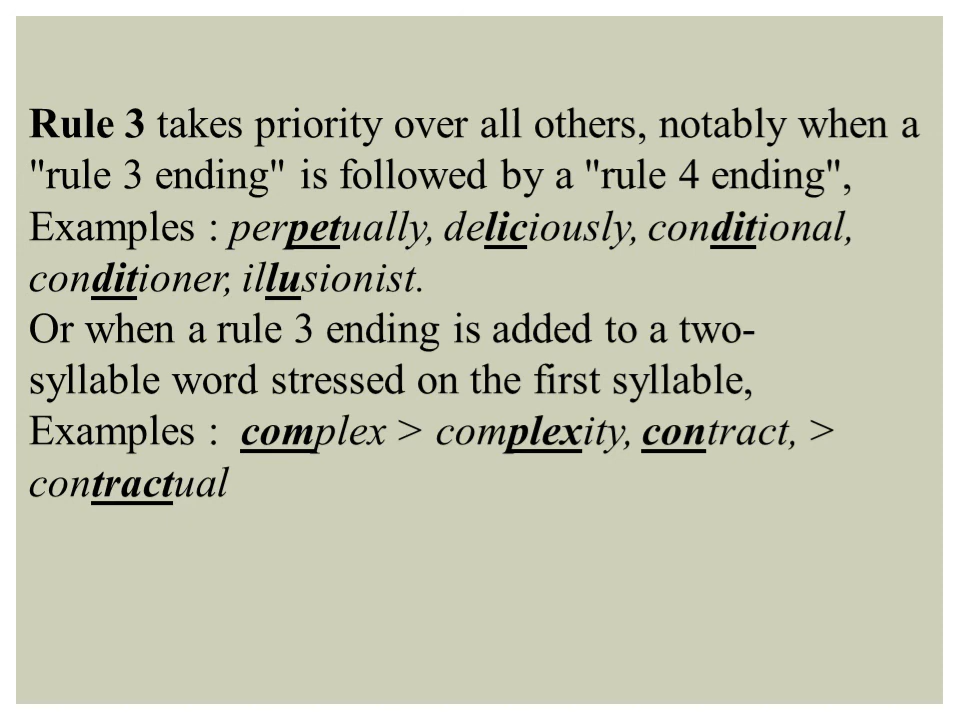 Rule 3 takes priority over all others, notably when a
"rule 3 ending" is followed by a "rule 4 ending",
Examples : perpetually, deliciously, conditional,
conditioner, illusionist.
Or when a rule 3 ending is added to a two-
syllable word stressed on the first syllable,
Examples :  complex > complexity, contract, >
contractual